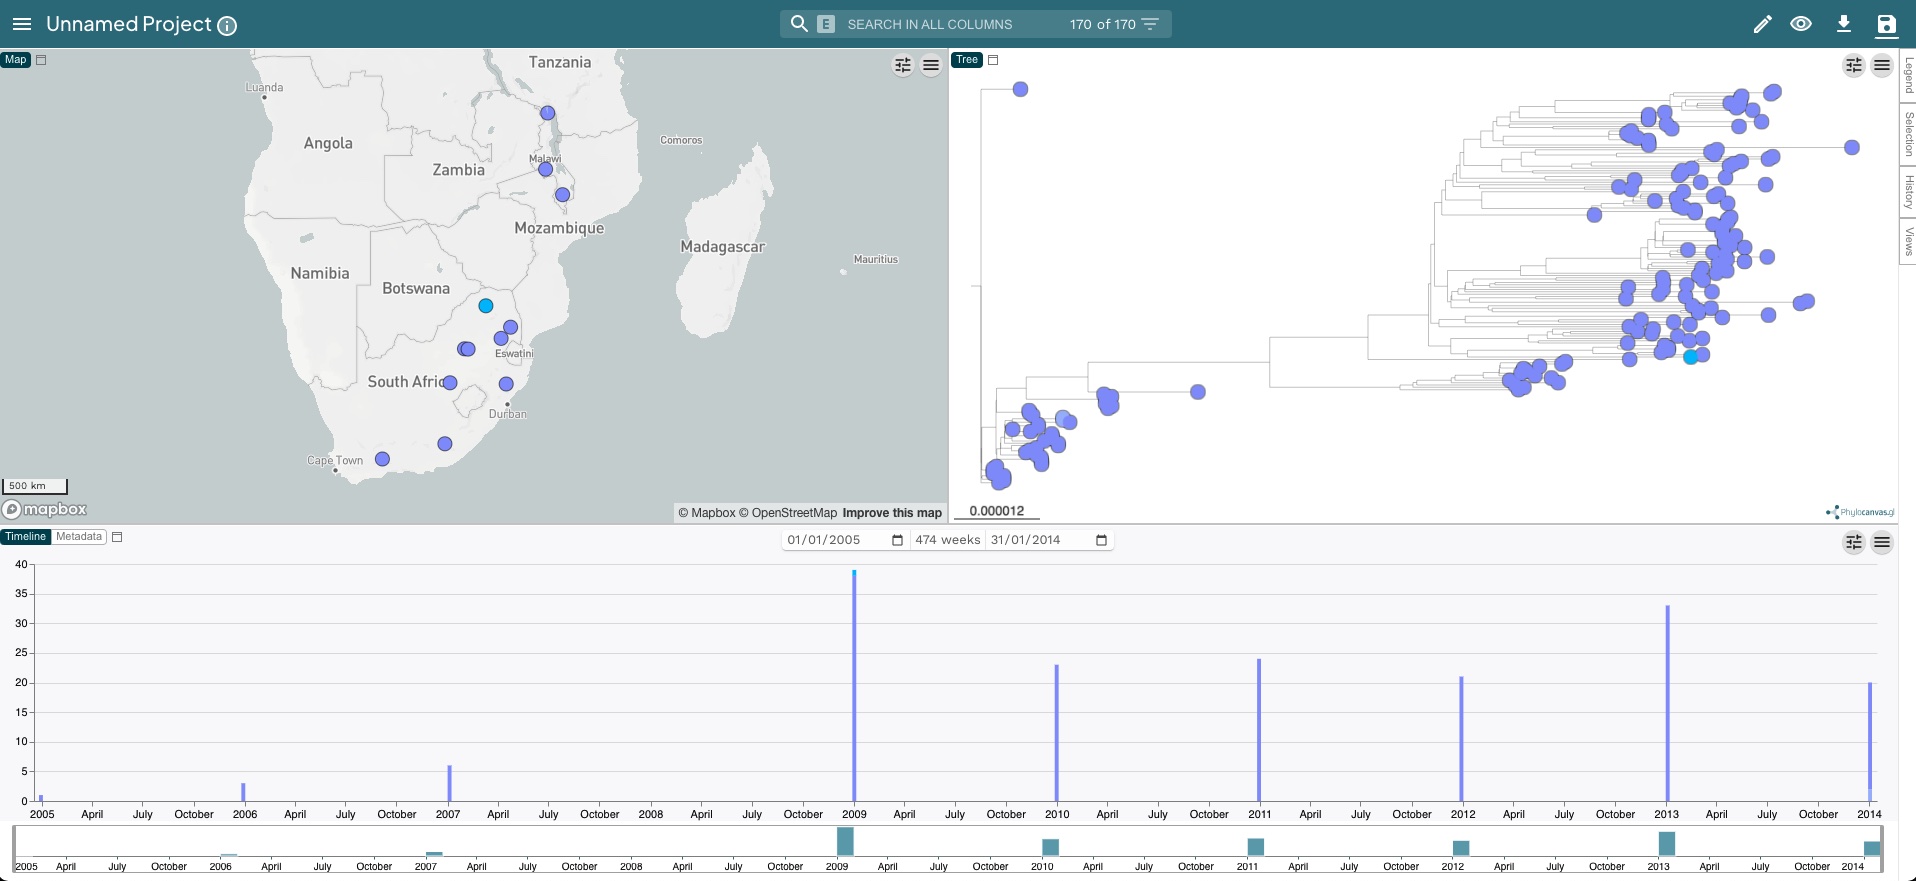 Unnamed Project
E SEARCH IN ALL COLUMNS 170 of 170
Map
Tanzania
Luanda
Angola
Comoros
Malawi
Zambia
Mozambique
Madagascar
Mauritius
Namibia
Botswana
Eswatini
South Afric
Durban
Cape Town
500 km
mapbox
© Mapbox © OpenStreetMap Improve this map
Tree
0.000012
Phylocanvas.gl
Legend
Selection
History
Views
Timeline Metadata
01/01/2005 474 weeks 31/01/2014
40
35
30
25
20
15
10
5
0
2005 April July October 2006 April July October 2007 April July October 2008 April July October 2009 April July October 2010 April July October 2011 April July October 2012 April July October 2013 April July October 2014
2005 April July October 2006 April July October 2007 April July October 2008 April July October 2009 April July October 2010 April July October 2011 April July October 2012 April July October 2013 April July October 2014